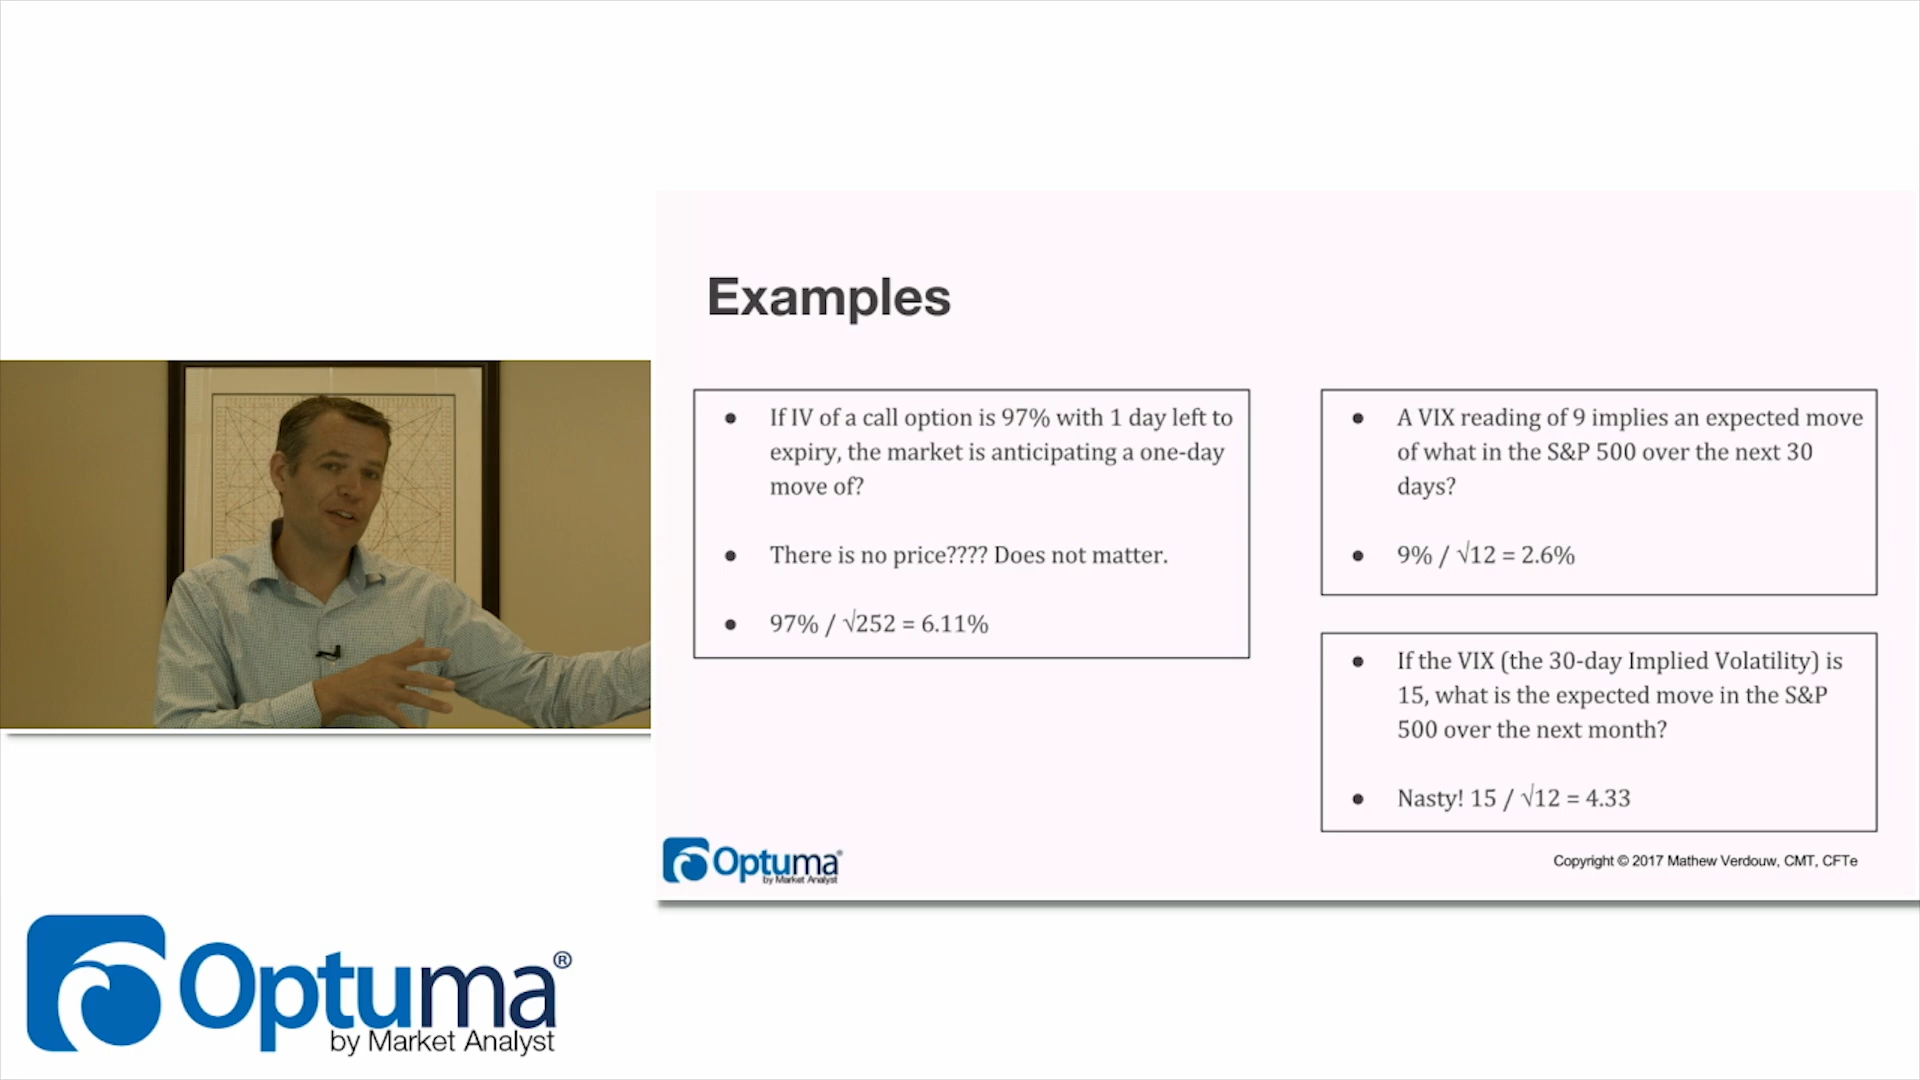 Examples
● If IV of a call option is 97% with 1 day left to
expiry, the market is anticipating a one-day
move of?
● There is no price???? Does not matter.
● 97% / √252 = 6.11%
● A VIX reading of 9 implies an expected move
of what in the S&P 500 over the next 30
days?
● 9% / √12 = 2.6%
● If the VIX (the 30-day Implied Volatility) is
15, what is the expected move in the S&P
500 over the next month?
● Nasty! 15 / √12 = 4.33
Optuma®
by Market Analyst
Copyright © 2017 Mathew Verdouw, CMT, CFTe
Optuma®
by Market Analyst